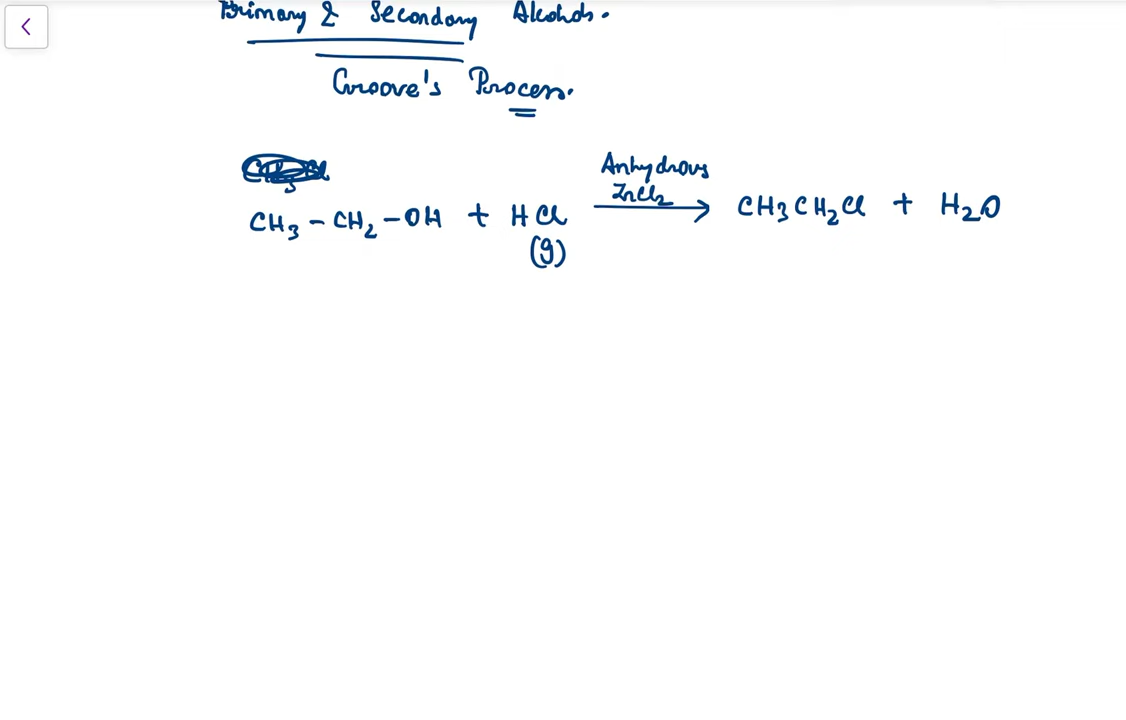 Primary & Secondary Alcohols.
Groove's Process.
CH₃ - CH₂ - OH + HCl (g) Anhydrous ZnCl₂ → CH₃CH₂Cl + H₂O